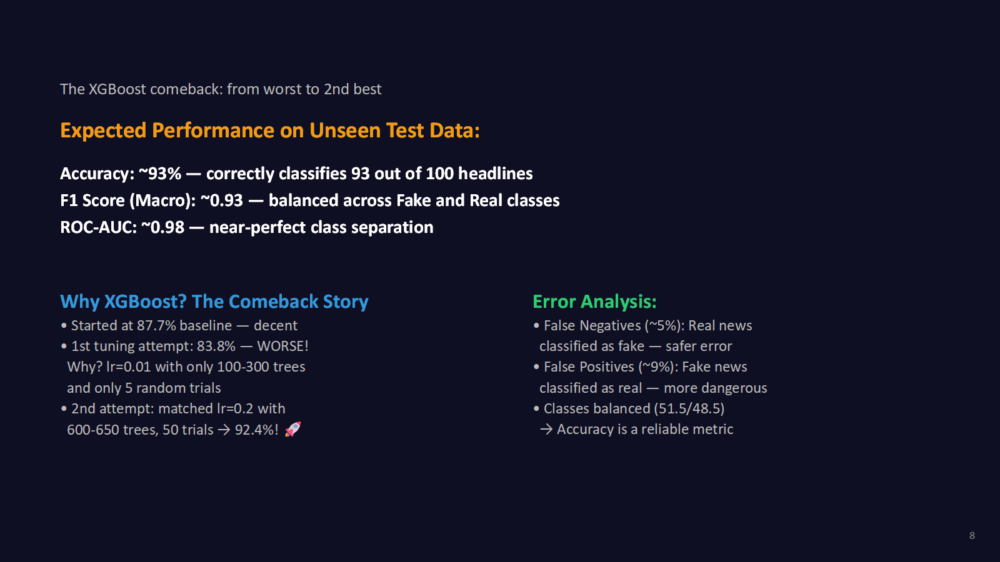 The XGBoost comeback: from worst to 2nd best
Expected Performance on Unseen Test Data:
Accuracy: ~93% — correctly classifies 93 out of 100 headlines
F1 Score (Macro): ~0.93 — balanced across Fake and Real classes
ROC-AUC: ~0.98 — near-perfect class separation
Why XGBoost? The Comeback Story
• Started at 87.7% baseline — decent
• 1st tuning attempt: 83.8% — WORSE!
Why? lr=0.01 with only 100-300 trees
and only 5 random trials
• 2nd attempt: matched lr=0.2 with
600-650 trees, 50 trials → 92.4%! 🚀
Error Analysis:
• False Negatives (~5%): Real news
classified as fake — safer error
• False Positives (~9%): Fake news
classified as real — more dangerous
• Classes balanced (51.5/48.5)
→ Accuracy is a reliable metric
8